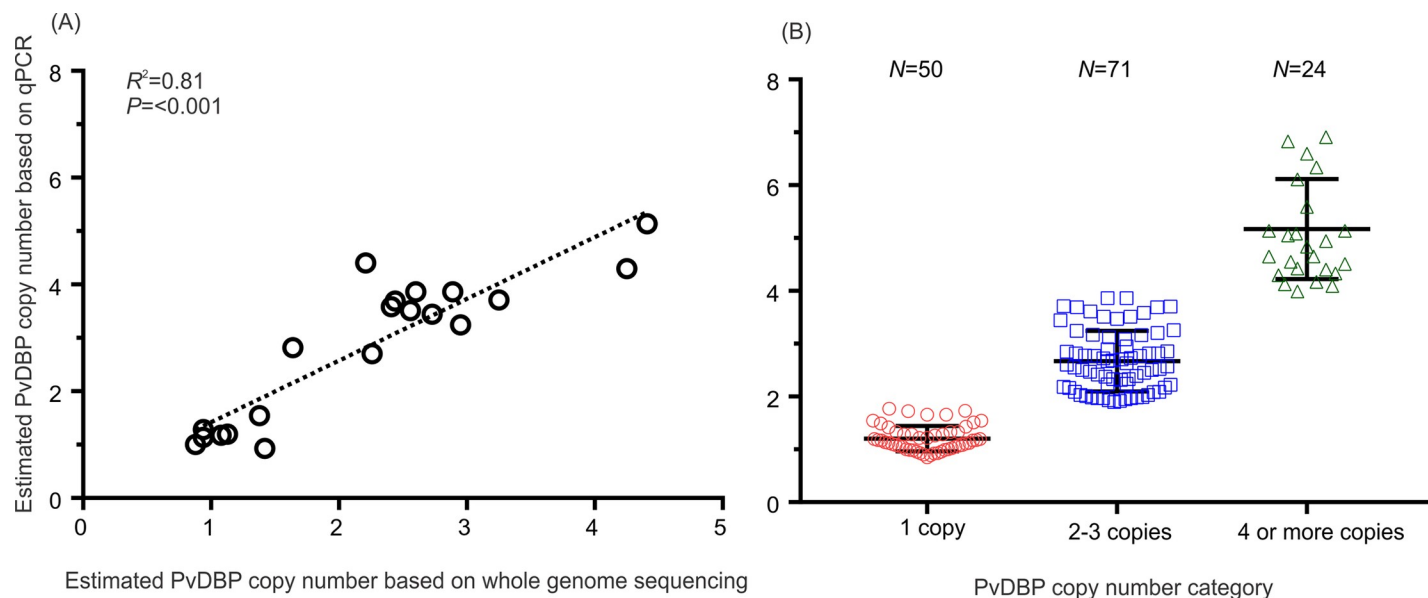 (A)
Estimated PvDBP copy number based on qPCR
R²=0.81
P=<0.001
8
6
4
2
0
0 1 2 3 4 5
Estimated PvDBP copy number based on whole genome sequencing
(B)
N=50 N=71 N=24
8
6
4
2
0
1 copy 2-3 copies 4 or more copies
PvDBP copy number category